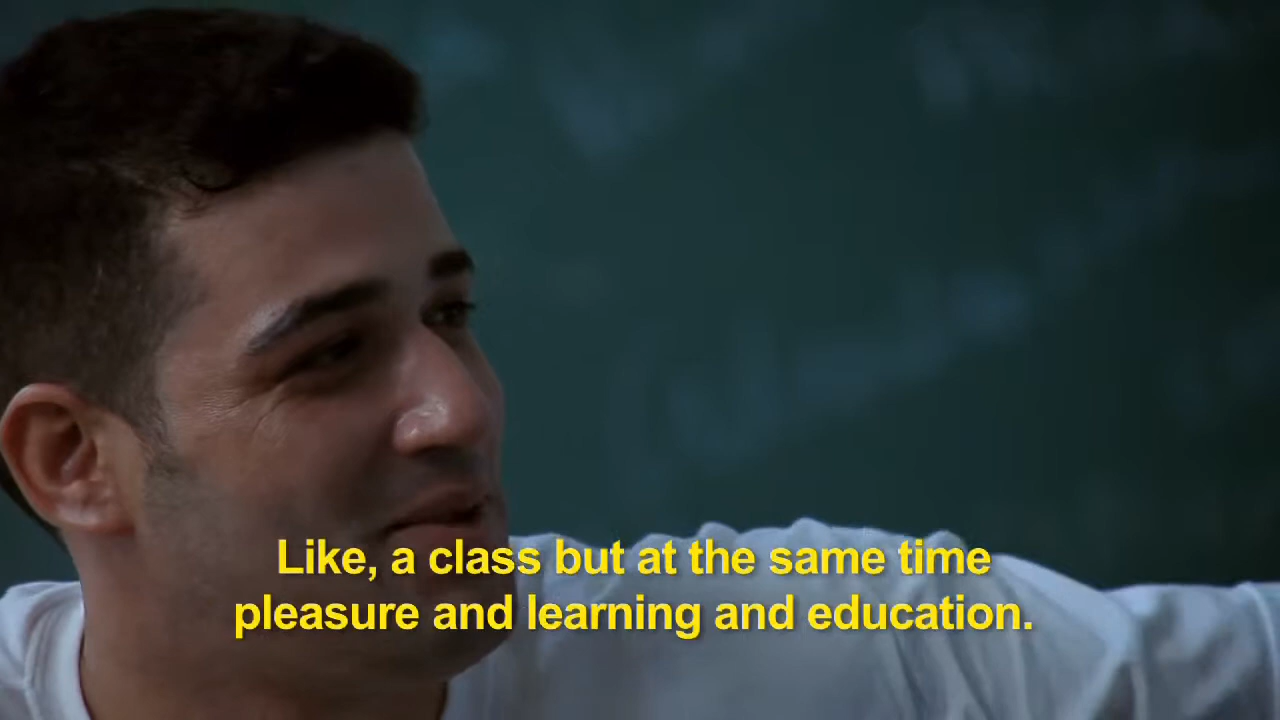 Like, a class but at the same time
pleasure and learning and education.